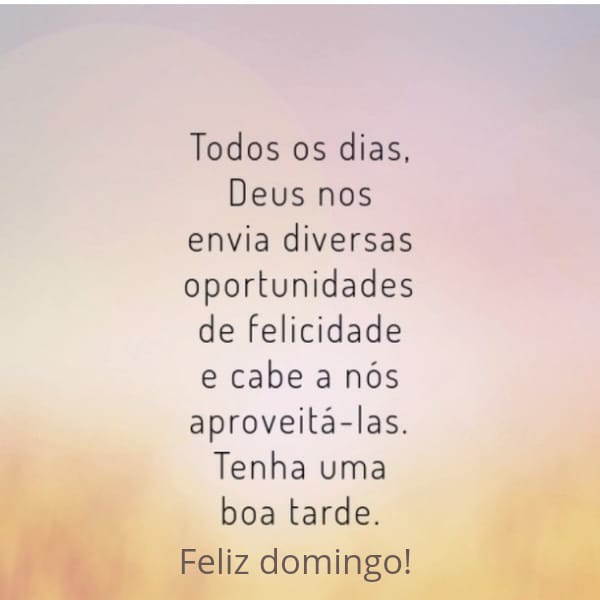 Todos os dias,
Deus nos
envia diversas
oportunidades
de felicidade
e cabe a nós
aproveitá-las.
Tenha uma
boa tarde.
Feliz domingo!